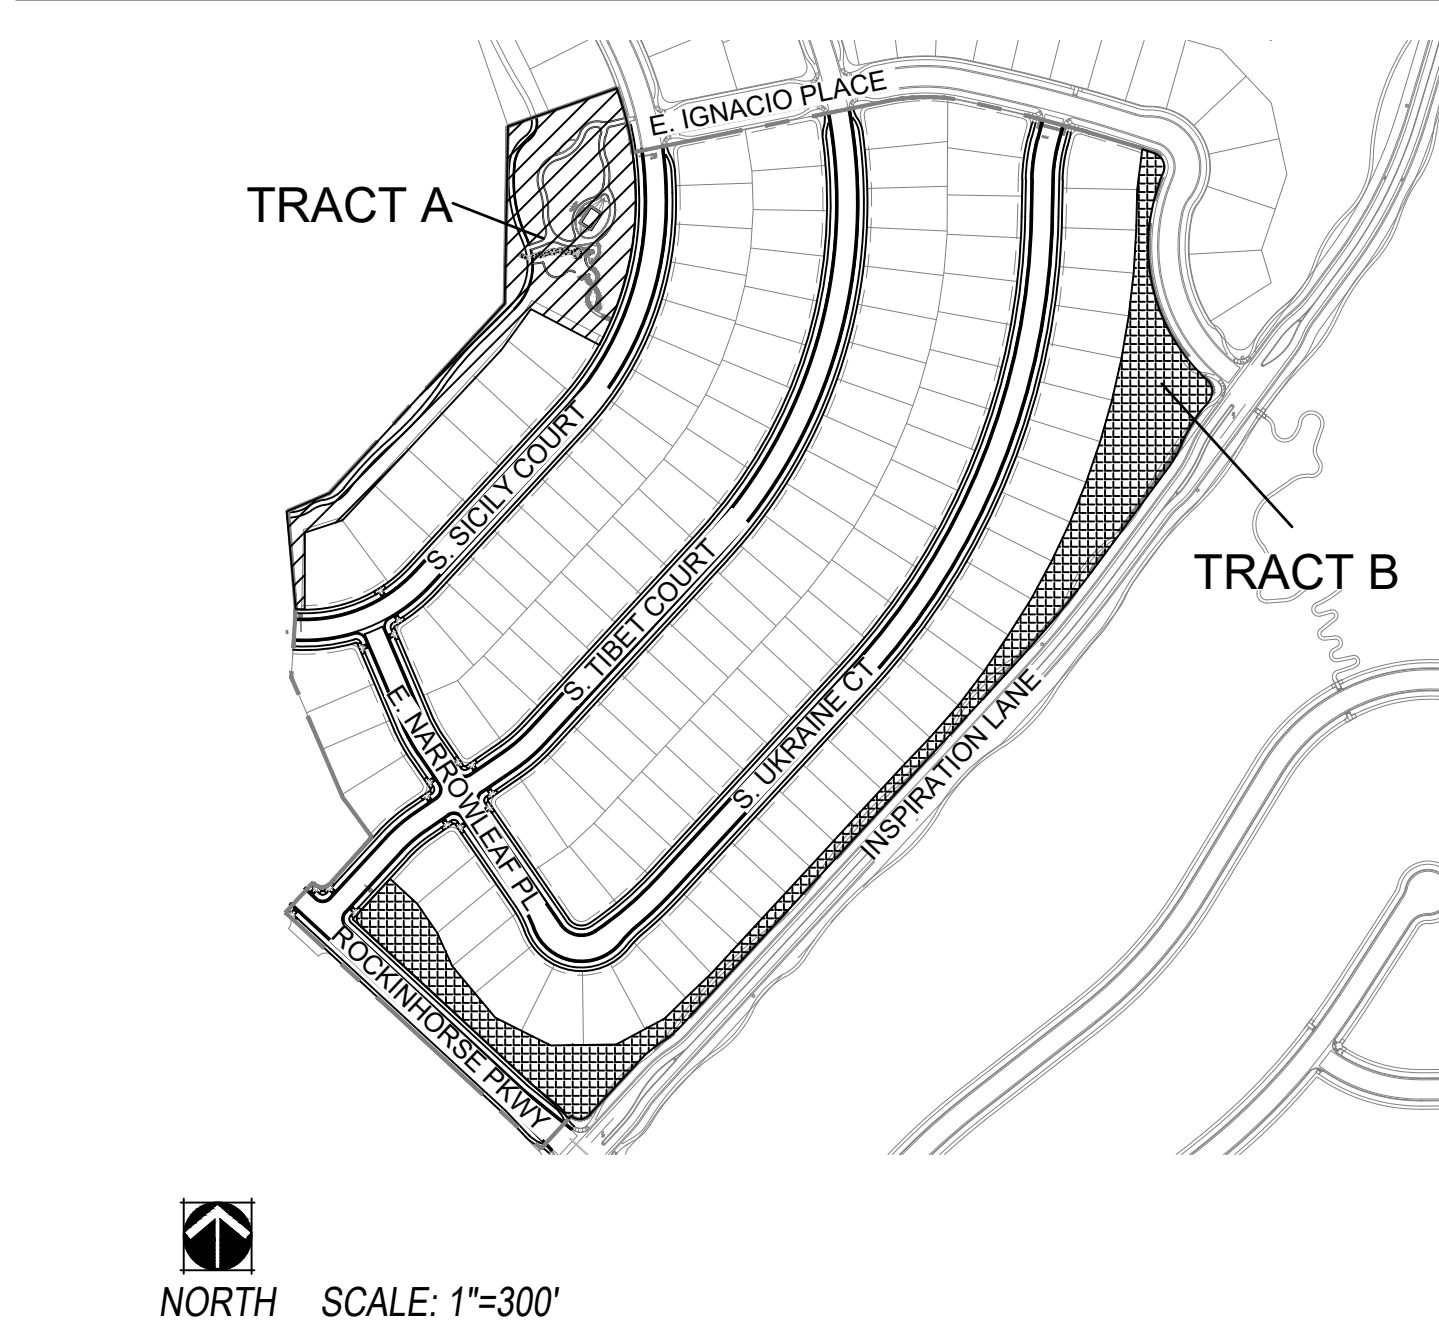 E. IGNACIO PLACE
TRACT A
S. SICILY COURT
S. TIBET COURT
TRACT B
E. NARROWLEAF PL
S. UKRAINE CT
INSPIRATION LANE
ROCKINHORSE PKWY
NORTH SCALE: 1"=300'